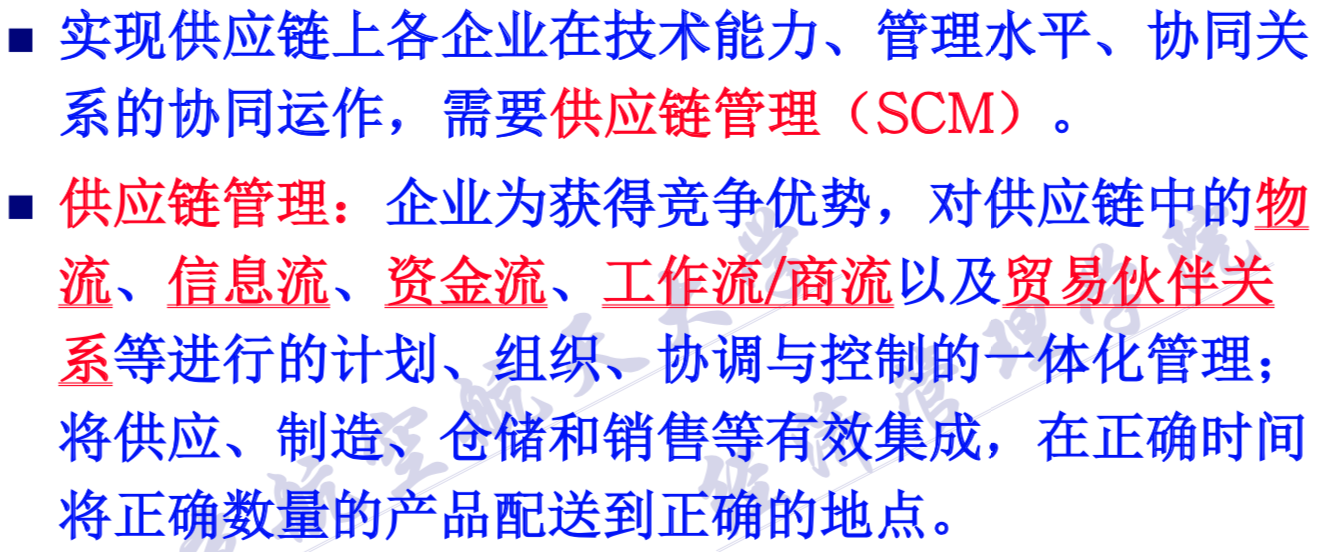 ■ 实现供应链上各企业在技术能力、管理水平、协同关
系的协同运作，需要供应链管理（SCM）。
■ 供应链管理：企业为获得竞争优势，对供应链中的物
流、信息流、资金流、工作流/商流以及贸易伙伴关
系等进行的计划、组织、协调与控制的一体化管理；
将供应、制造、仓储和销售等有效集成，在正确时间
将正确数量的产品配送到正确的地点。